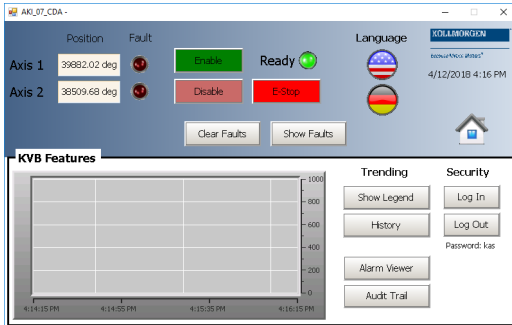 AKI_07_CDA -
Position Fault Language KOLLMORGEN
Because Motion Matters™
Axis 1 39882.02 deg Enable Ready
4/12/2018 4:16 PM
Axis 2 38509.68 deg Disable E-Stop
Clear Faults Show Faults
KVB Features
Trending Security
1000
Show Legend Log In
800
600
History Log Out
400
Password: kas
200
Alarm Viewer
0
Audit Trail
4:14:15 PM 4:14:55 PM 4:15:35 PM 4:16:15 PM